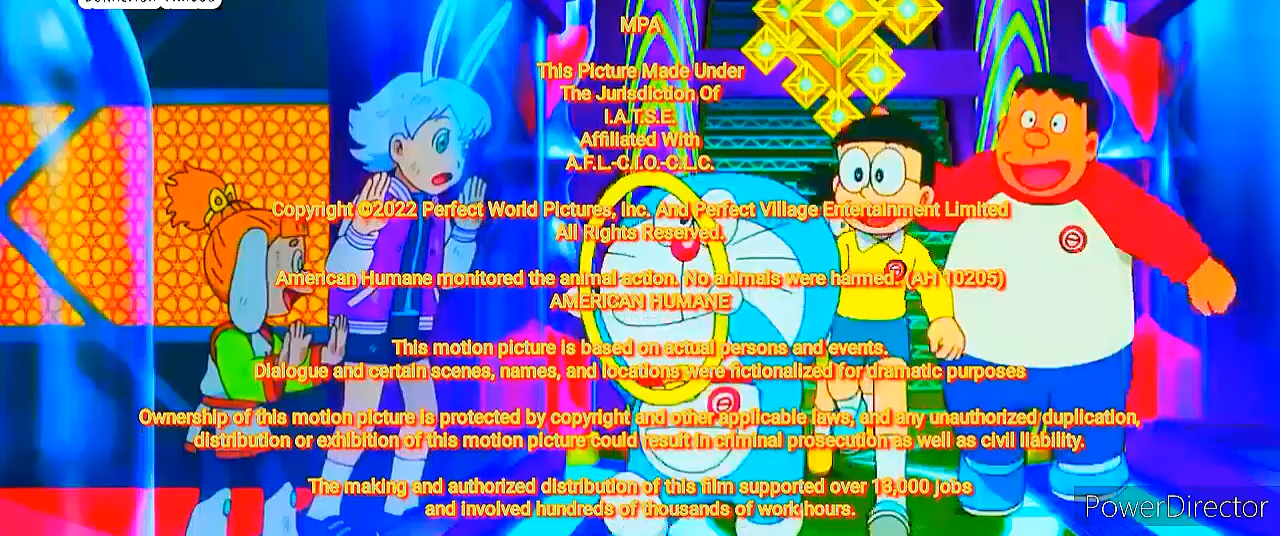 MPA
This Picture Made Under
The Jurisdiction Of
I.A.T.S.E.
Affiliated With
A.F.L.-C.I.O.-C.L.C.
Copyright ©2022 Perfect World Pictures, Inc. And Perfect Village Entertainment Limited
All Rights Reserved.
American Humane monitored the animal action. No animals were harmed. (AH 10205)
AMERICAN HUMANE
This motion picture is based on actual persons and events.
Dialogue and certain scenes, names, and locations were fictionalized for dramatic purposes
Ownership of this motion picture is protected by copyright and other applicable laws, and any unauthorized duplication,
distribution or exhibition of this motion picture could result in criminal prosecution as well as civil liability.
The making and authorized distribution of this film supported over 13,000 jobs
and involved hundreds of thousands of work hours.
PowerDirector